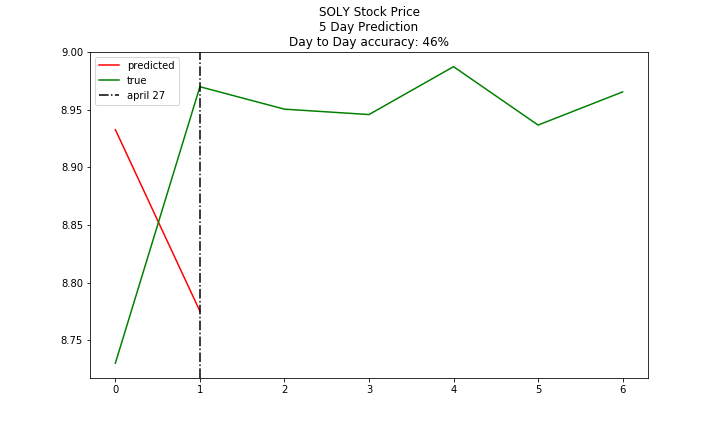 SOLY Stock Price
5 Day Prediction
Day to Day accuracy: 46%
predicted
true
april 27
9.00
8.95
8.90
8.85
8.80
8.75
0 1 2 3 4 5 6